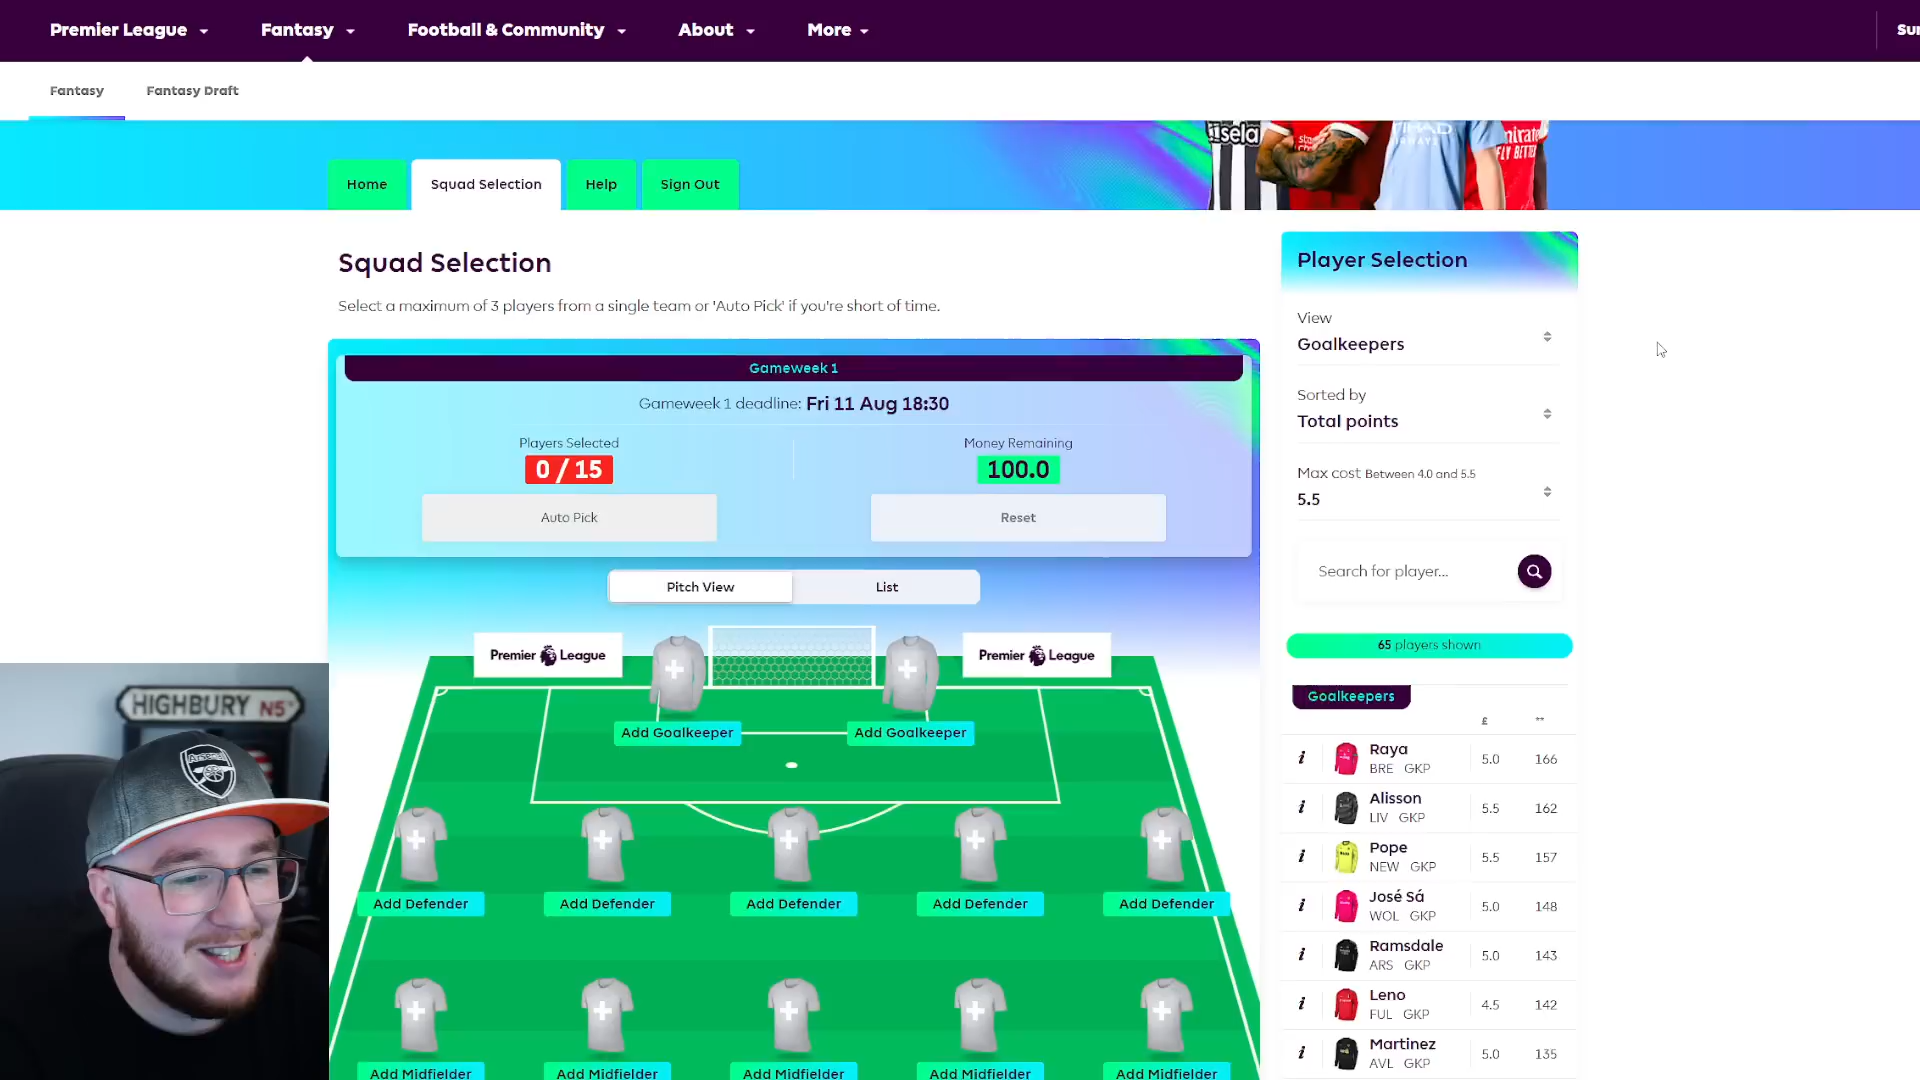 Premier League
Fantasy
Football & Community
About
More
Fantasy
Fantasy Draft
Home
Squad Selection
Help
Sign Out
Squad Selection
Select a maximum of 3 players from a single team or 'Auto Pick' if you're short of time.
Gameweek 1
Gameweek 1 deadline: Fri 11 Aug 18:30
Players Selected
0 / 15
Money Remaining
100.0
Auto Pick
Reset
Pitch View
List
Premier League
Premier League
Add Goalkeeper
Add Goalkeeper
Add Defender
Add Defender
Add Defender
Add Defender
Add Defender
Add Midfielder
Add Midfielder
Add Midfielder
Add Midfielder
Add Midfielder
Player Selection
View
Goalkeepers
Sorted by
Total points
Max cost Between 4.0 and 5.5
5.5
Search for player...
65 players shown
Goalkeepers
£ **
i Raya 5.0 166
BRE GKP
i Alisson 5.5 162
LIV GKP
i Pope 5.5 157
NEW GKP
i José Sá 5.0 148
WOL GKP
i Ramsdale 5.0 143
ARS GKP
i Leno 4.5 142
FUL GKP
i Martinez 5.0 135
AVL GKP
HIGHBURY N5
Arsenal